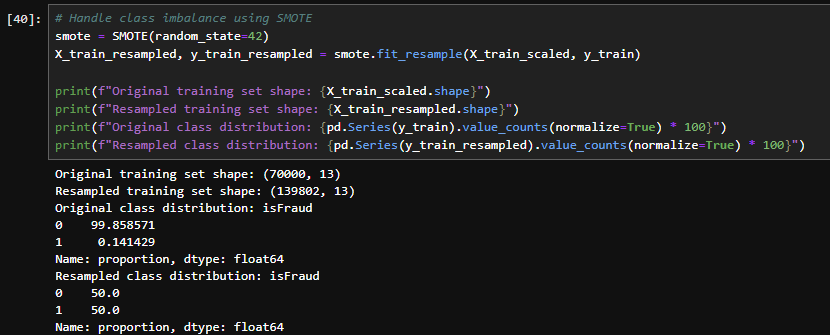 [40]:
# Handle class imbalance using SMOTE
smote = SMOTE(random_state=42)
X_train_resampled, y_train_resampled = smote.fit_resample(X_train_scaled, y_train)
print(f"Original training set shape: {X_train_scaled.shape}")
print(f"Resampled training set shape: {X_train_resampled.shape}")
print(f"Original class distribution: {pd.Series(y_train).value_counts(normalize=True) * 100}")
print(f"Resampled class distribution: {pd.Series(y_train_resampled).value_counts(normalize=True) * 100}")
Original training set shape: (70000, 13)
Resampled training set shape: (139802, 13)
Original class distribution: isFraud
0    99.858571
1     0.141429
Name: proportion, dtype: float64
Resampled class distribution: isFraud
0    50.0
1    50.0
Name: proportion, dtype: float64